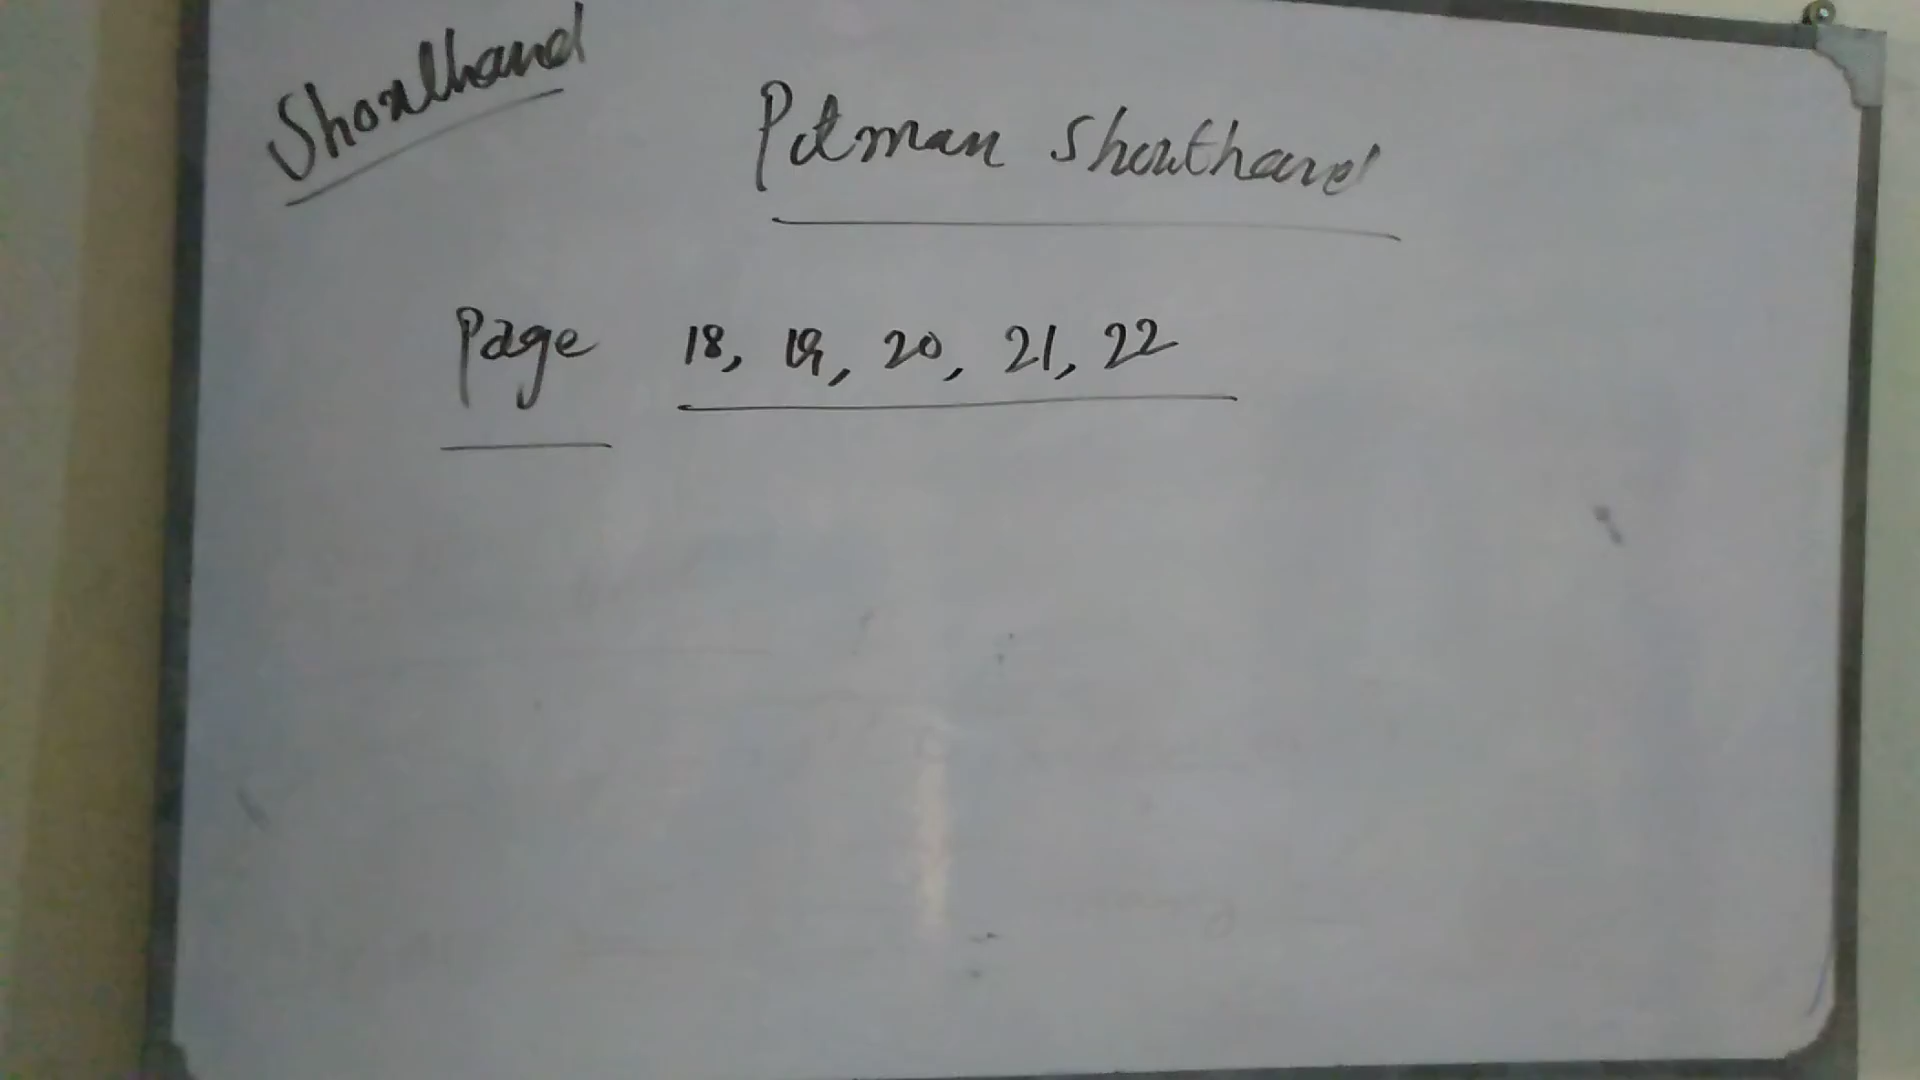 Shorthand
Pitman Shorthand
Page 18, 19, 20, 21, 22